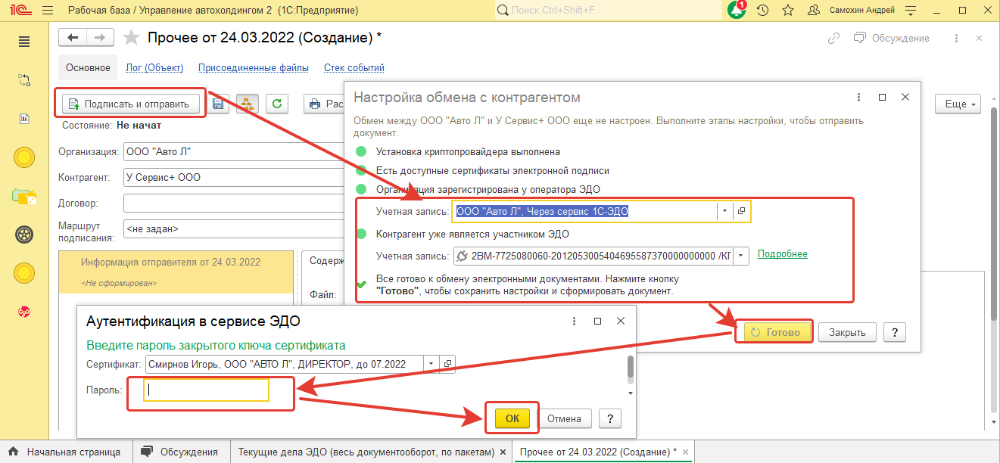 Рабочая база / Управление автохолдингом 2 (1С:Предприятие)
Поиск Ctrl+Shift+F
1
Самохин Андрей
Прочее от 24.03.2022 (Создание) *
Обсуждение
Основное
Лог (Объект)
Присоединенные файлы
Стек событий
Подписать и отправить
Рас
Еще
Состояние: Не начат
Организация:
ООО "Авто Л"
Контрагент:
У Сервис+ ООО
Договор:
Маршрут
подписания:
<не задан>
Информация отправителя от 24.03.2022
<Не сформирован>
Содерж
Файл:
Настройка обмена с контрагентом
Обмен между ООО "Авто Л" и У Сервис+ ООО еще не настроен. Выполните этапы настройки, чтобы отправить
документ.
Установка криптопровайдера выполнена
Есть доступные сертификаты электронной подписи
Организация зарегистрирована у оператора ЭДО
Учетная запись:
ООО "Авто Л", Через сервис 1С-ЭДО
Контрагент уже является участником ЭДО
Учетная запись:
2BM-7725080060-2012053005404695587370000000000 /КГ
Подробнее
Все готово к обмену электронными документами. Нажмите кнопку
"Готово", чтобы сохранить настройки и сформировать документ.
Готово
Закрыть
?
Аутентификация в сервисе ЭДО
Введите пароль закрытого ключа сертификата
Сертификат:
Смирнов Игорь, ООО "АВТО Л", ДИРЕКТОР, до 07.2022
Пароль:
ОК
Отмена
?
Начальная страница
Обсуждения
Текущие дела ЭДО (весь документооборот, по пакетам)
Прочее от 24.03.2022 (Создание) *